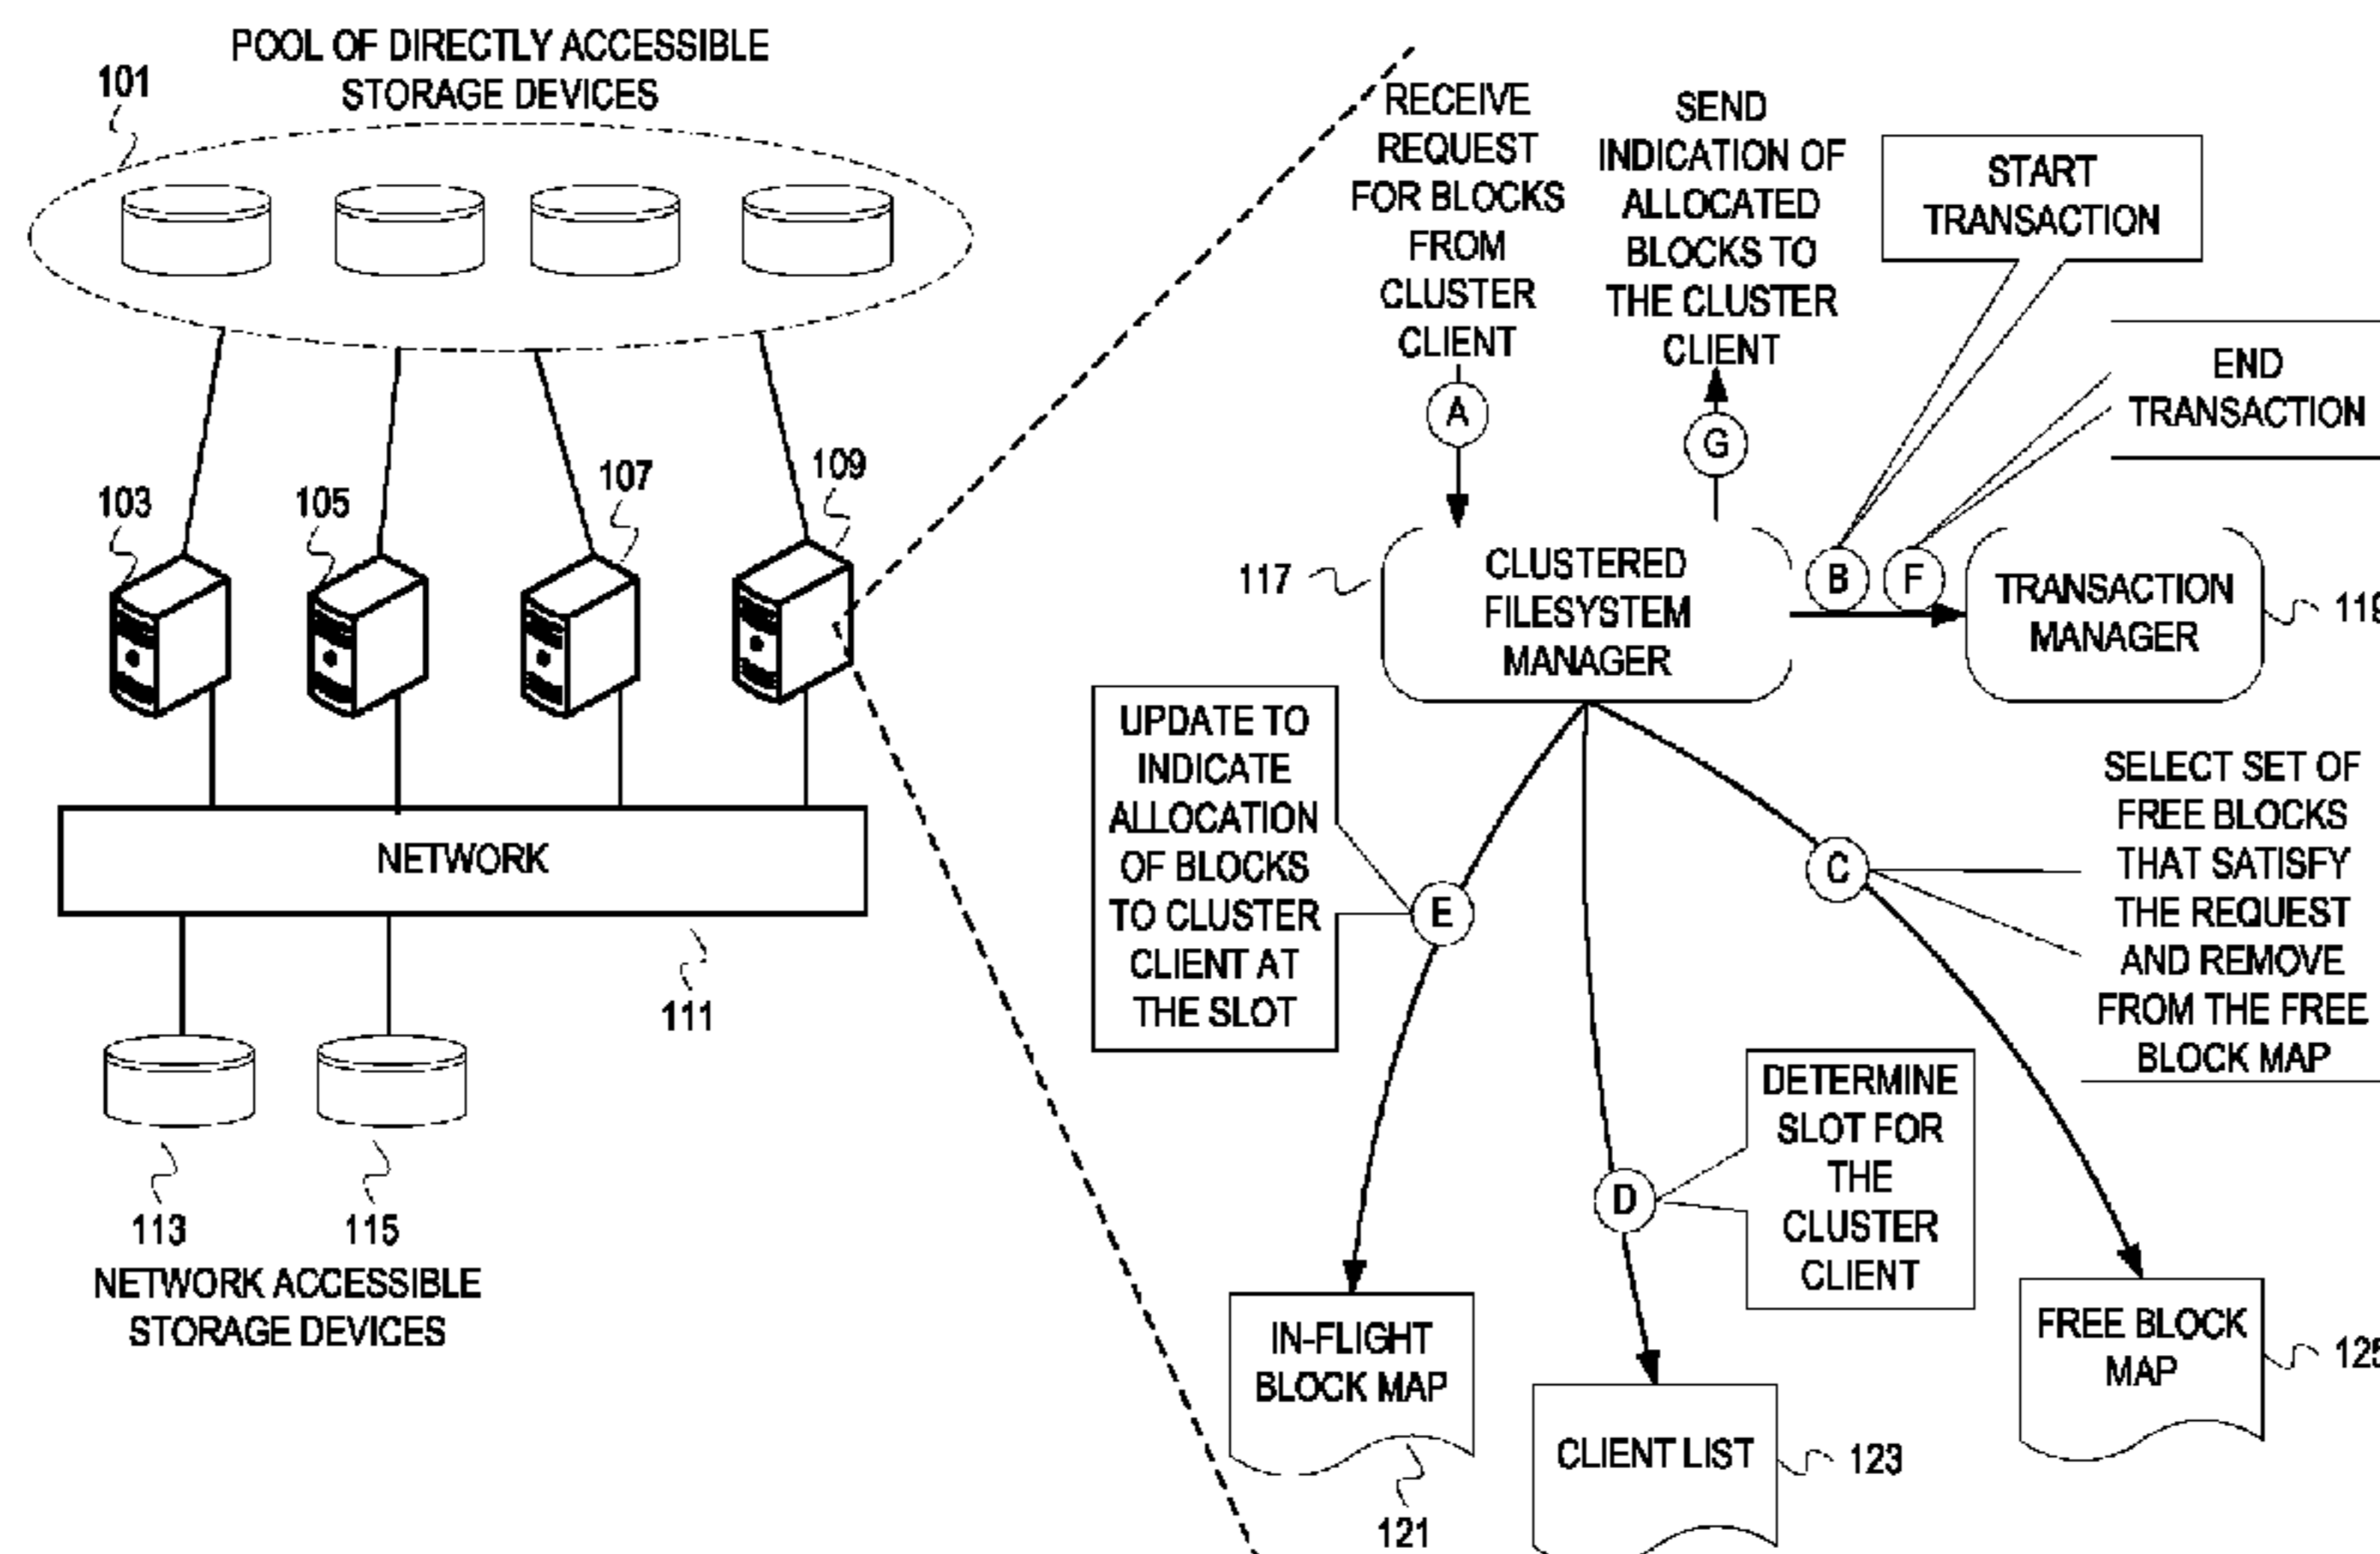 POOL OF DIRECTLY ACCESSIBLE
STORAGE DEVICES
101
103
105
107
109
NETWORK
111
113
115
NETWORK ACCESSIBLE
STORAGE DEVICES
RECEIVE
REQUEST
FOR BLOCKS
FROM
CLUSTER
CLIENT
A
SEND
INDICATION OF
ALLOCATED
BLOCKS TO
THE CLUSTER
CLIENT
G
START
TRANSACTION
END
TRANSACTION
117
CLUSTERED
FILESYSTEM
MANAGER
B
F
TRANSACTION
MANAGER
119
UPDATE TO
INDICATE
ALLOCATION
OF BLOCKS
TO CLUSTER
CLIENT AT
THE SLOT
E
C
SELECT SET OF
FREE BLOCKS
THAT SATISFY
THE REQUEST
AND REMOVE
FROM THE FREE
BLOCK MAP
D
DETERMINE
SLOT FOR
THE
CLUSTER
CLIENT
IN-FLIGHT
BLOCK MAP
121
CLIENT LIST
123
FREE BLOCK
MAP
125